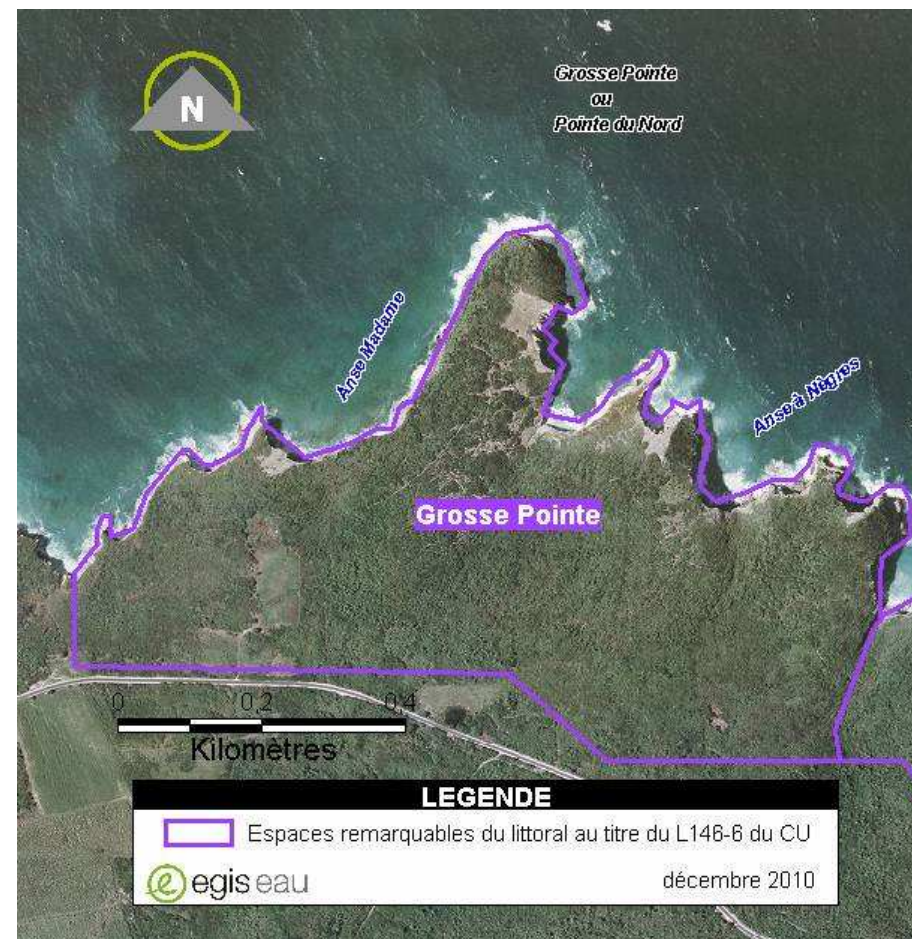 N
Grosse Pointe
ou
Pointe du Nord
Anse Madame
Anse à Nègres
Grosse Pointe
0 0,2 0,4
Kilomètres
LEGENDE
Espaces remarquables du littoral au titre du L146-6 du CU
egis eau décembre 2010